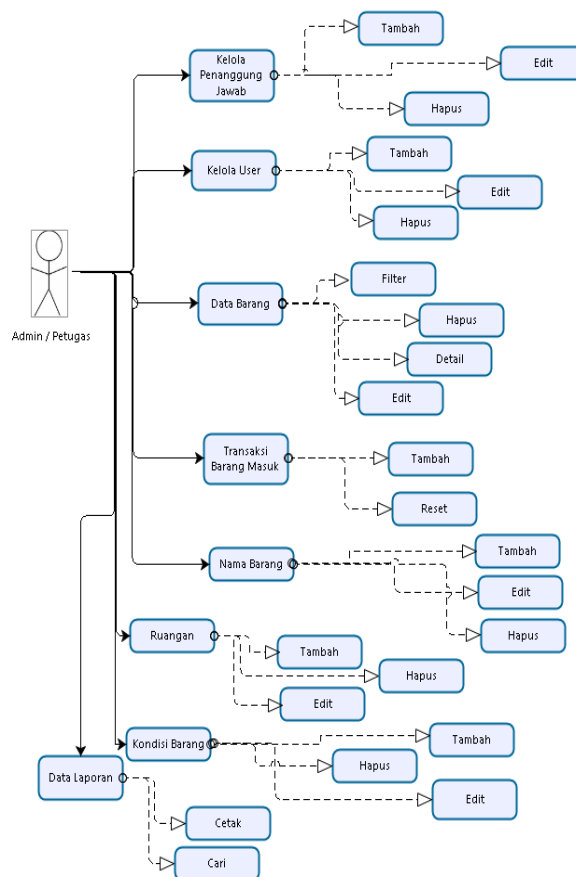 Tambah
Kelola
Penanggung
Jawab
Edit
Hapus
Tambah
Kelola User
Edit
Hapus
Admin / Petugas
Filter
Data Barang
Hapus
Detail
Edit
Transaksi
Barang Masuk
Tambah
Reset
Tambah
Nama Barang
Edit
Hapus
Ruangan
Tambah
Hapus
Edit
Tambah
Kondisi Barang
Hapus
Edit
Data Laporan
Cetak
Cari